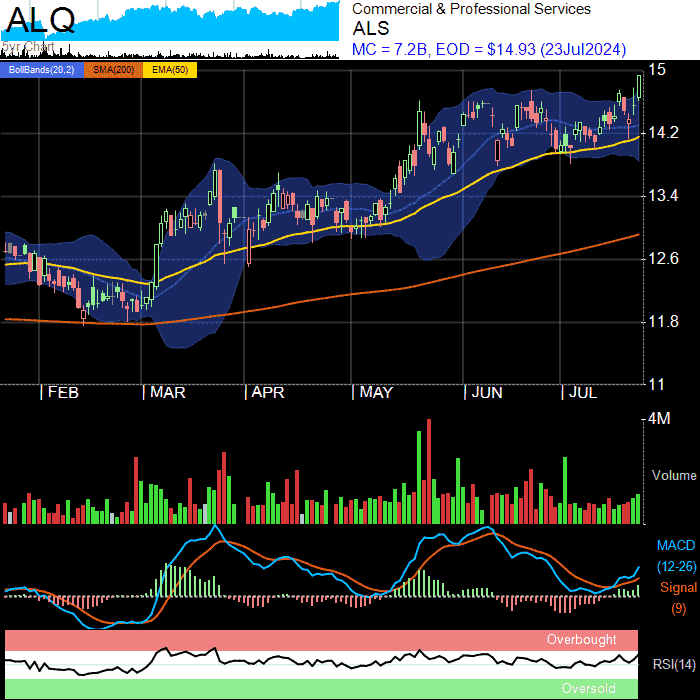 ALQ
5yr Chart
Commercial & Professional Services
ALS
MC = 7.2B, EOD = $14.93 (23Jul2024)
BollBands(20,2) SMA(200) EMA(50)
15
14.2
13.4
12.6
11.8
11
FEB MAR APR MAY JUN JUL
4M
Volume
MACD
(12-26)
Signal
(9)
Overbought
RSI(14)
Oversold